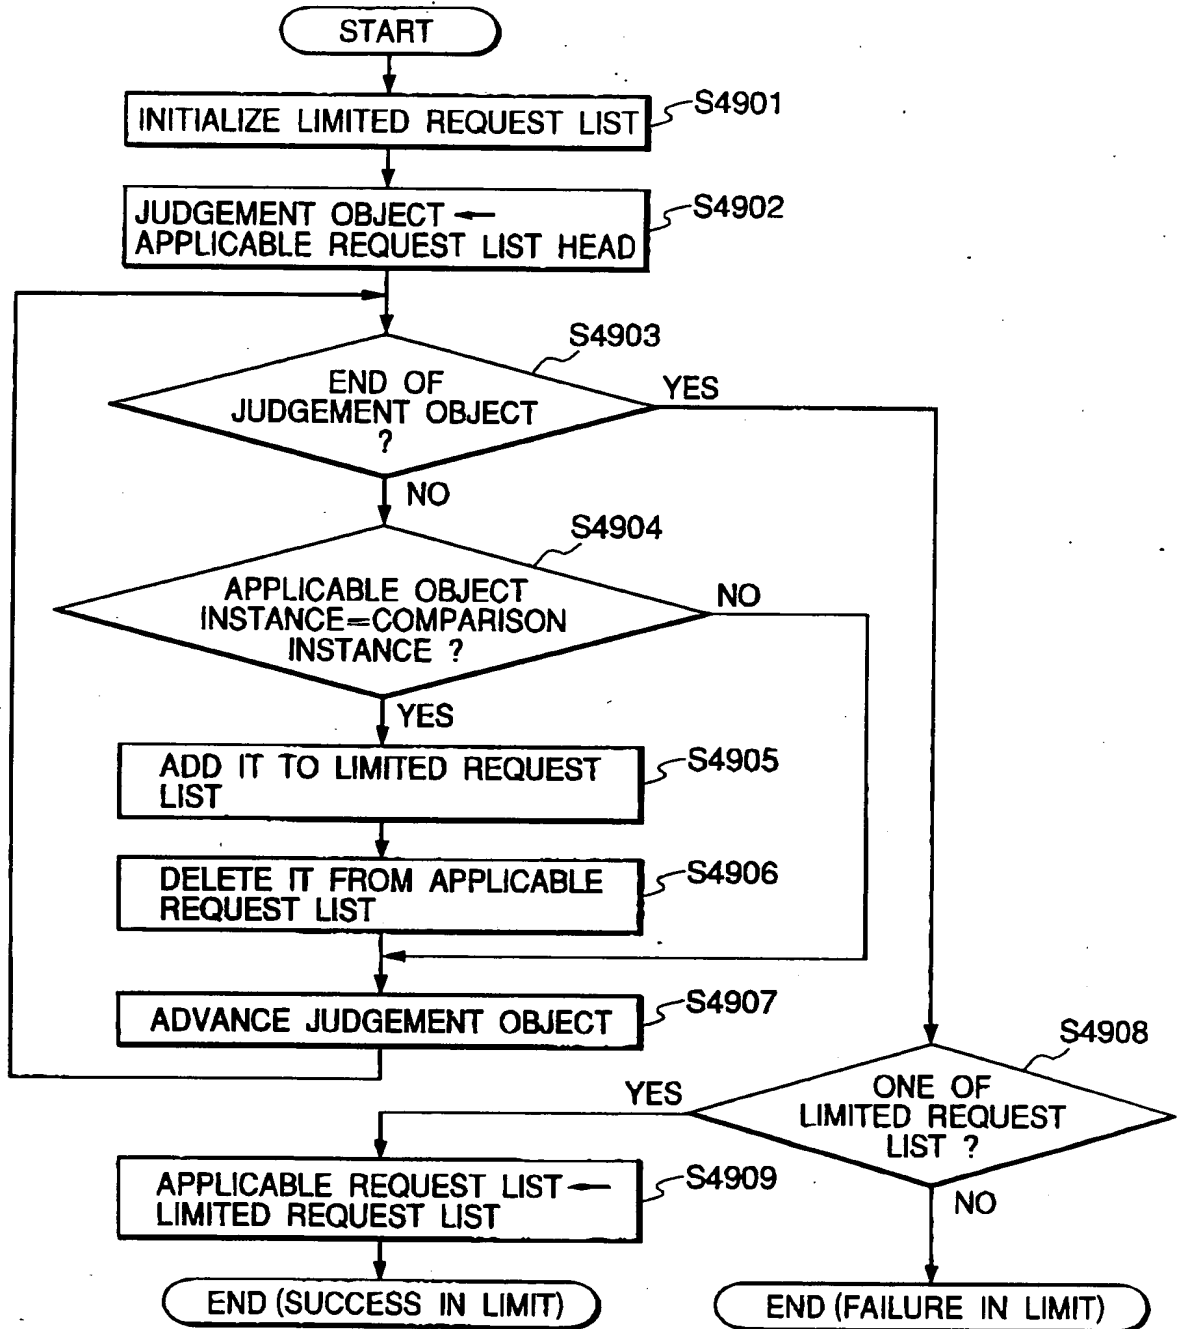 START
INITIALIZE LIMITED REQUEST LIST
S4901
JUDGEMENT OBJECT ←
APPLICABLE REQUEST LIST HEAD
S4902
S4903
END OF
JUDGEMENT OBJECT
?
YES
NO
S4904
APPLICABLE OBJECT
INSTANCE=COMPARISON
INSTANCE ?
NO
YES
ADD IT TO LIMITED REQUEST
LIST
S4905
DELETE IT FROM APPLICABLE
REQUEST LIST
S4906
ADVANCE JUDGEMENT OBJECT
S4907
S4908
ONE OF
LIMITED REQUEST
LIST ?
YES
NO
APPLICABLE REQUEST LIST ←
LIMITED REQUEST LIST
S4909
END (SUCCESS IN LIMIT)
END (FAILURE IN LIMIT)